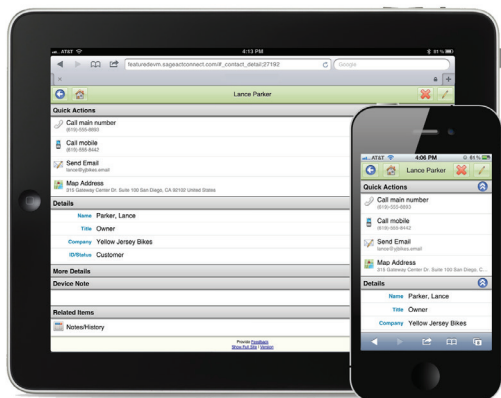 AT&T
4:13 PM
81 %
featuredevm.sageactconnect.com/#_contact_detail:27192
Google
Lance Parker
Quick Actions
Call main number
(619)-555-8693
Call mobile
(619)-555-8442
Send Email
lance@yjbikes.email
Map Address
315 Gateway Center Dr. Suite 100 San Diego, CA 92102 United States
Details
Name Parker, Lance
Title Owner
Company Yellow Jersey Bikes
ID/Status Customer
More Details
Device Note
Related Items
Notes/History
Provide Feedback
Show Full Site | Version
AT&T
4:06 PM
61 %
Lance Parker
Quick Actions
Call main number
(619)-555-8693
Call mobile
(619)-555-8442
Send Email
lance@yjbikes.email
Map Address
315 Gateway Center Dr. Suite 100 San Diego, C...
Details
Name Parker, Lance
Title Owner
Company Yellow Jersey Bikes